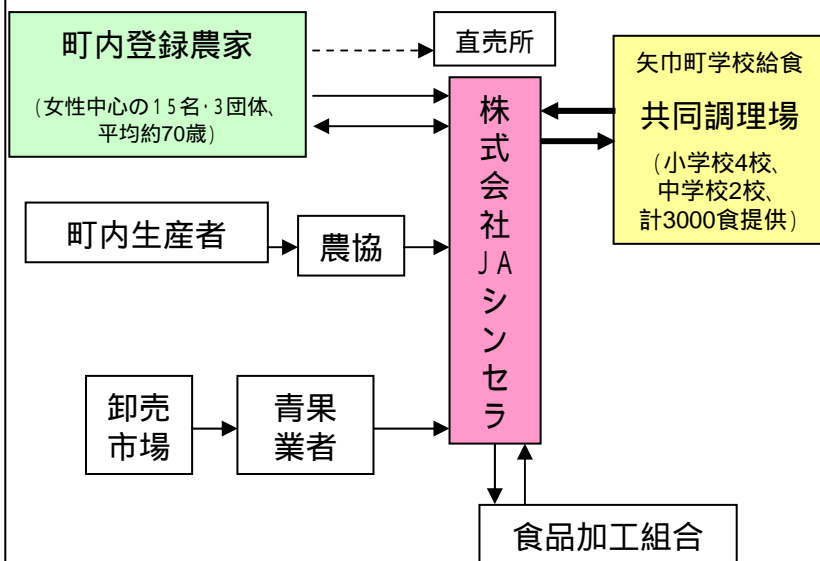 町内登録農家
(女性中心の15名・3団体、
平均約70歳)
直売所
矢巾町学校給食
共同調理場
(小学校4校、
中学校2校、
計3000食提供)
株式会社JAシンセラ
町内生産者
農協
卸売
市場
青果
業者
食品加工組合